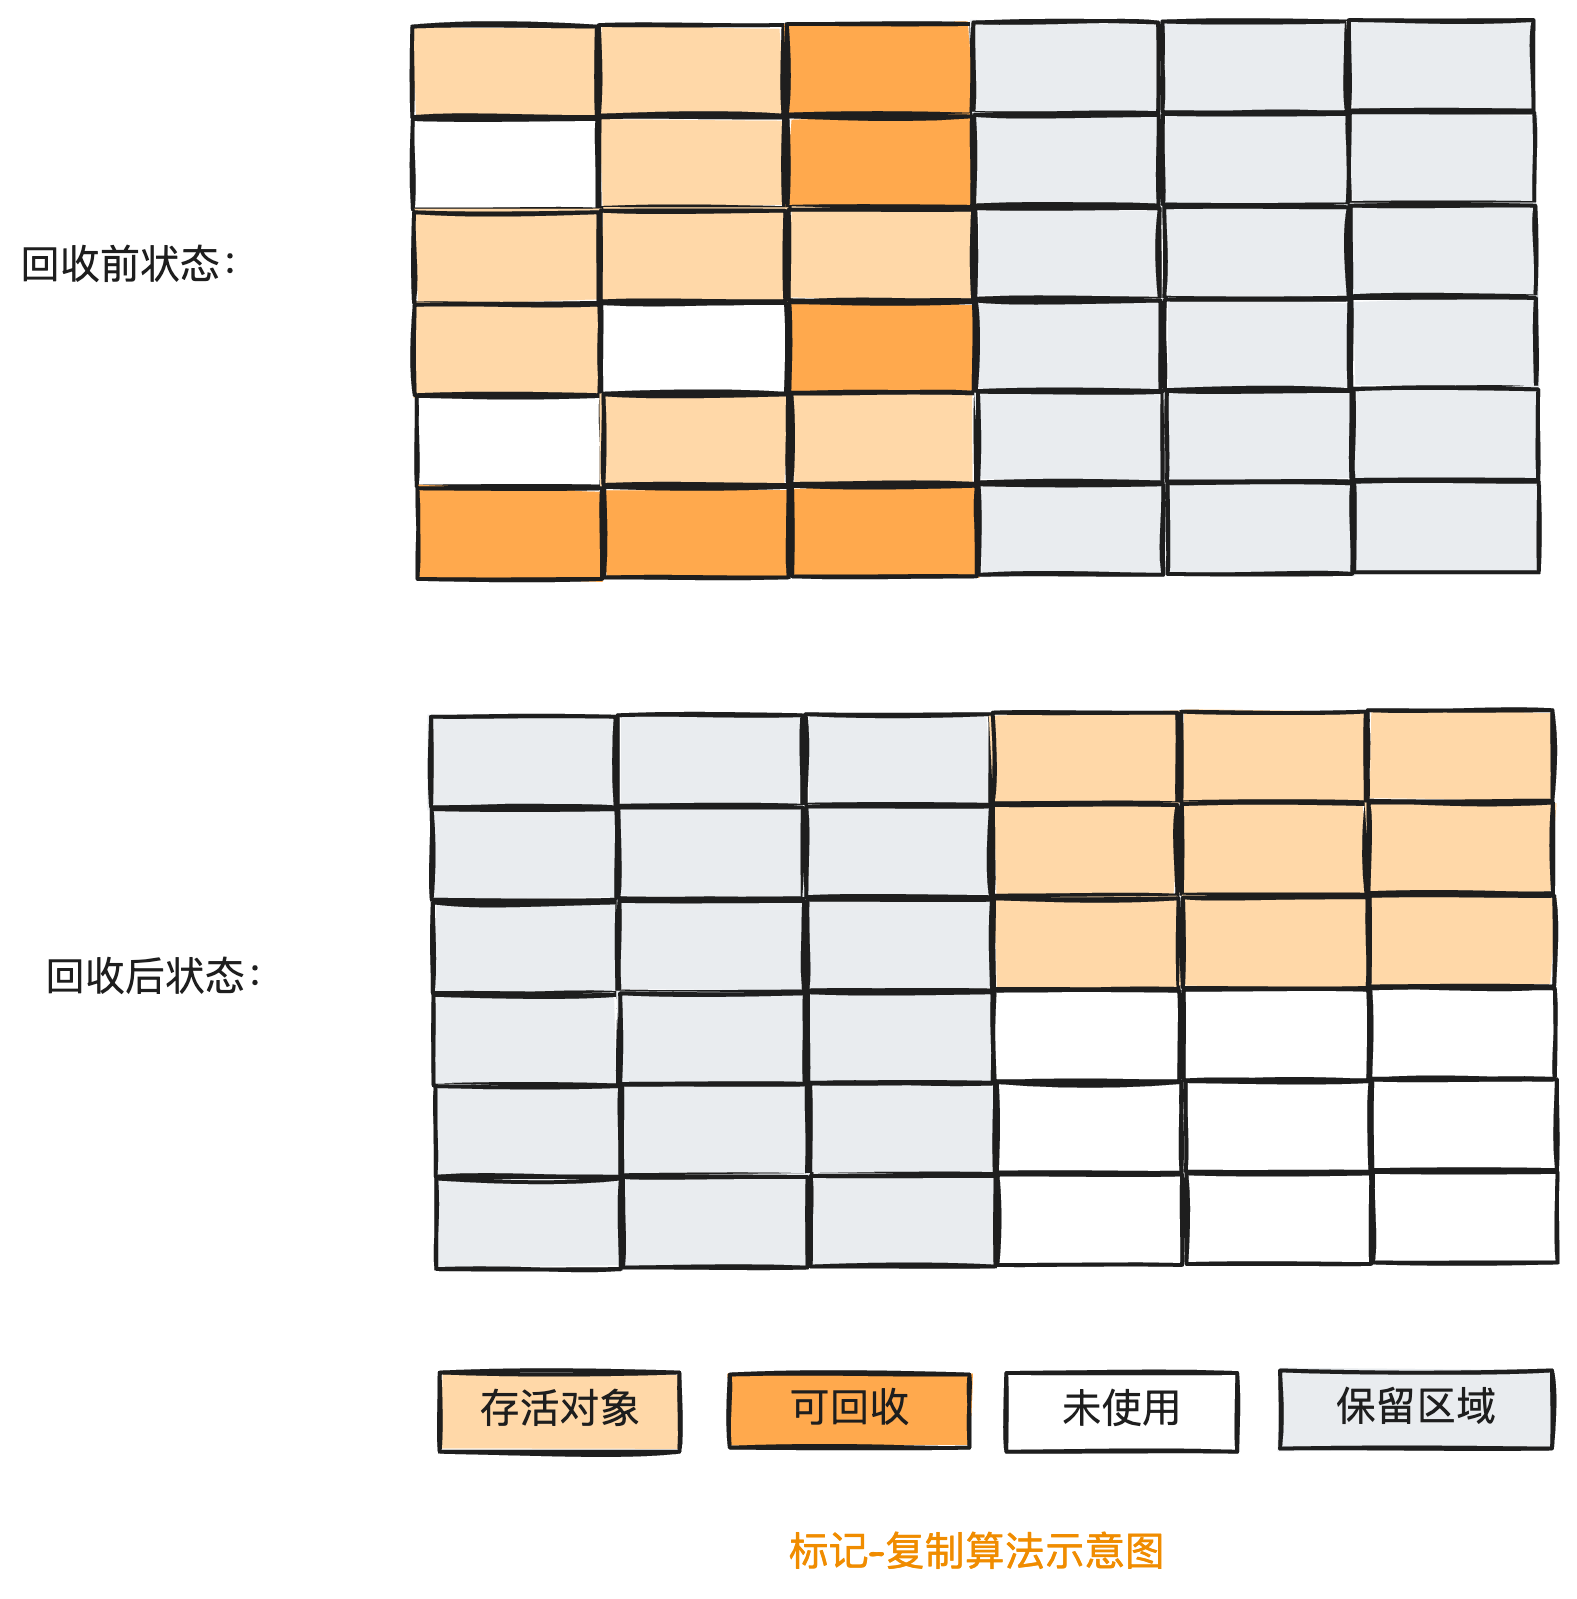 回收前状态：
回收后状态：
存活对象
可回收
未使用
保留区域
标记-复制算法示意图